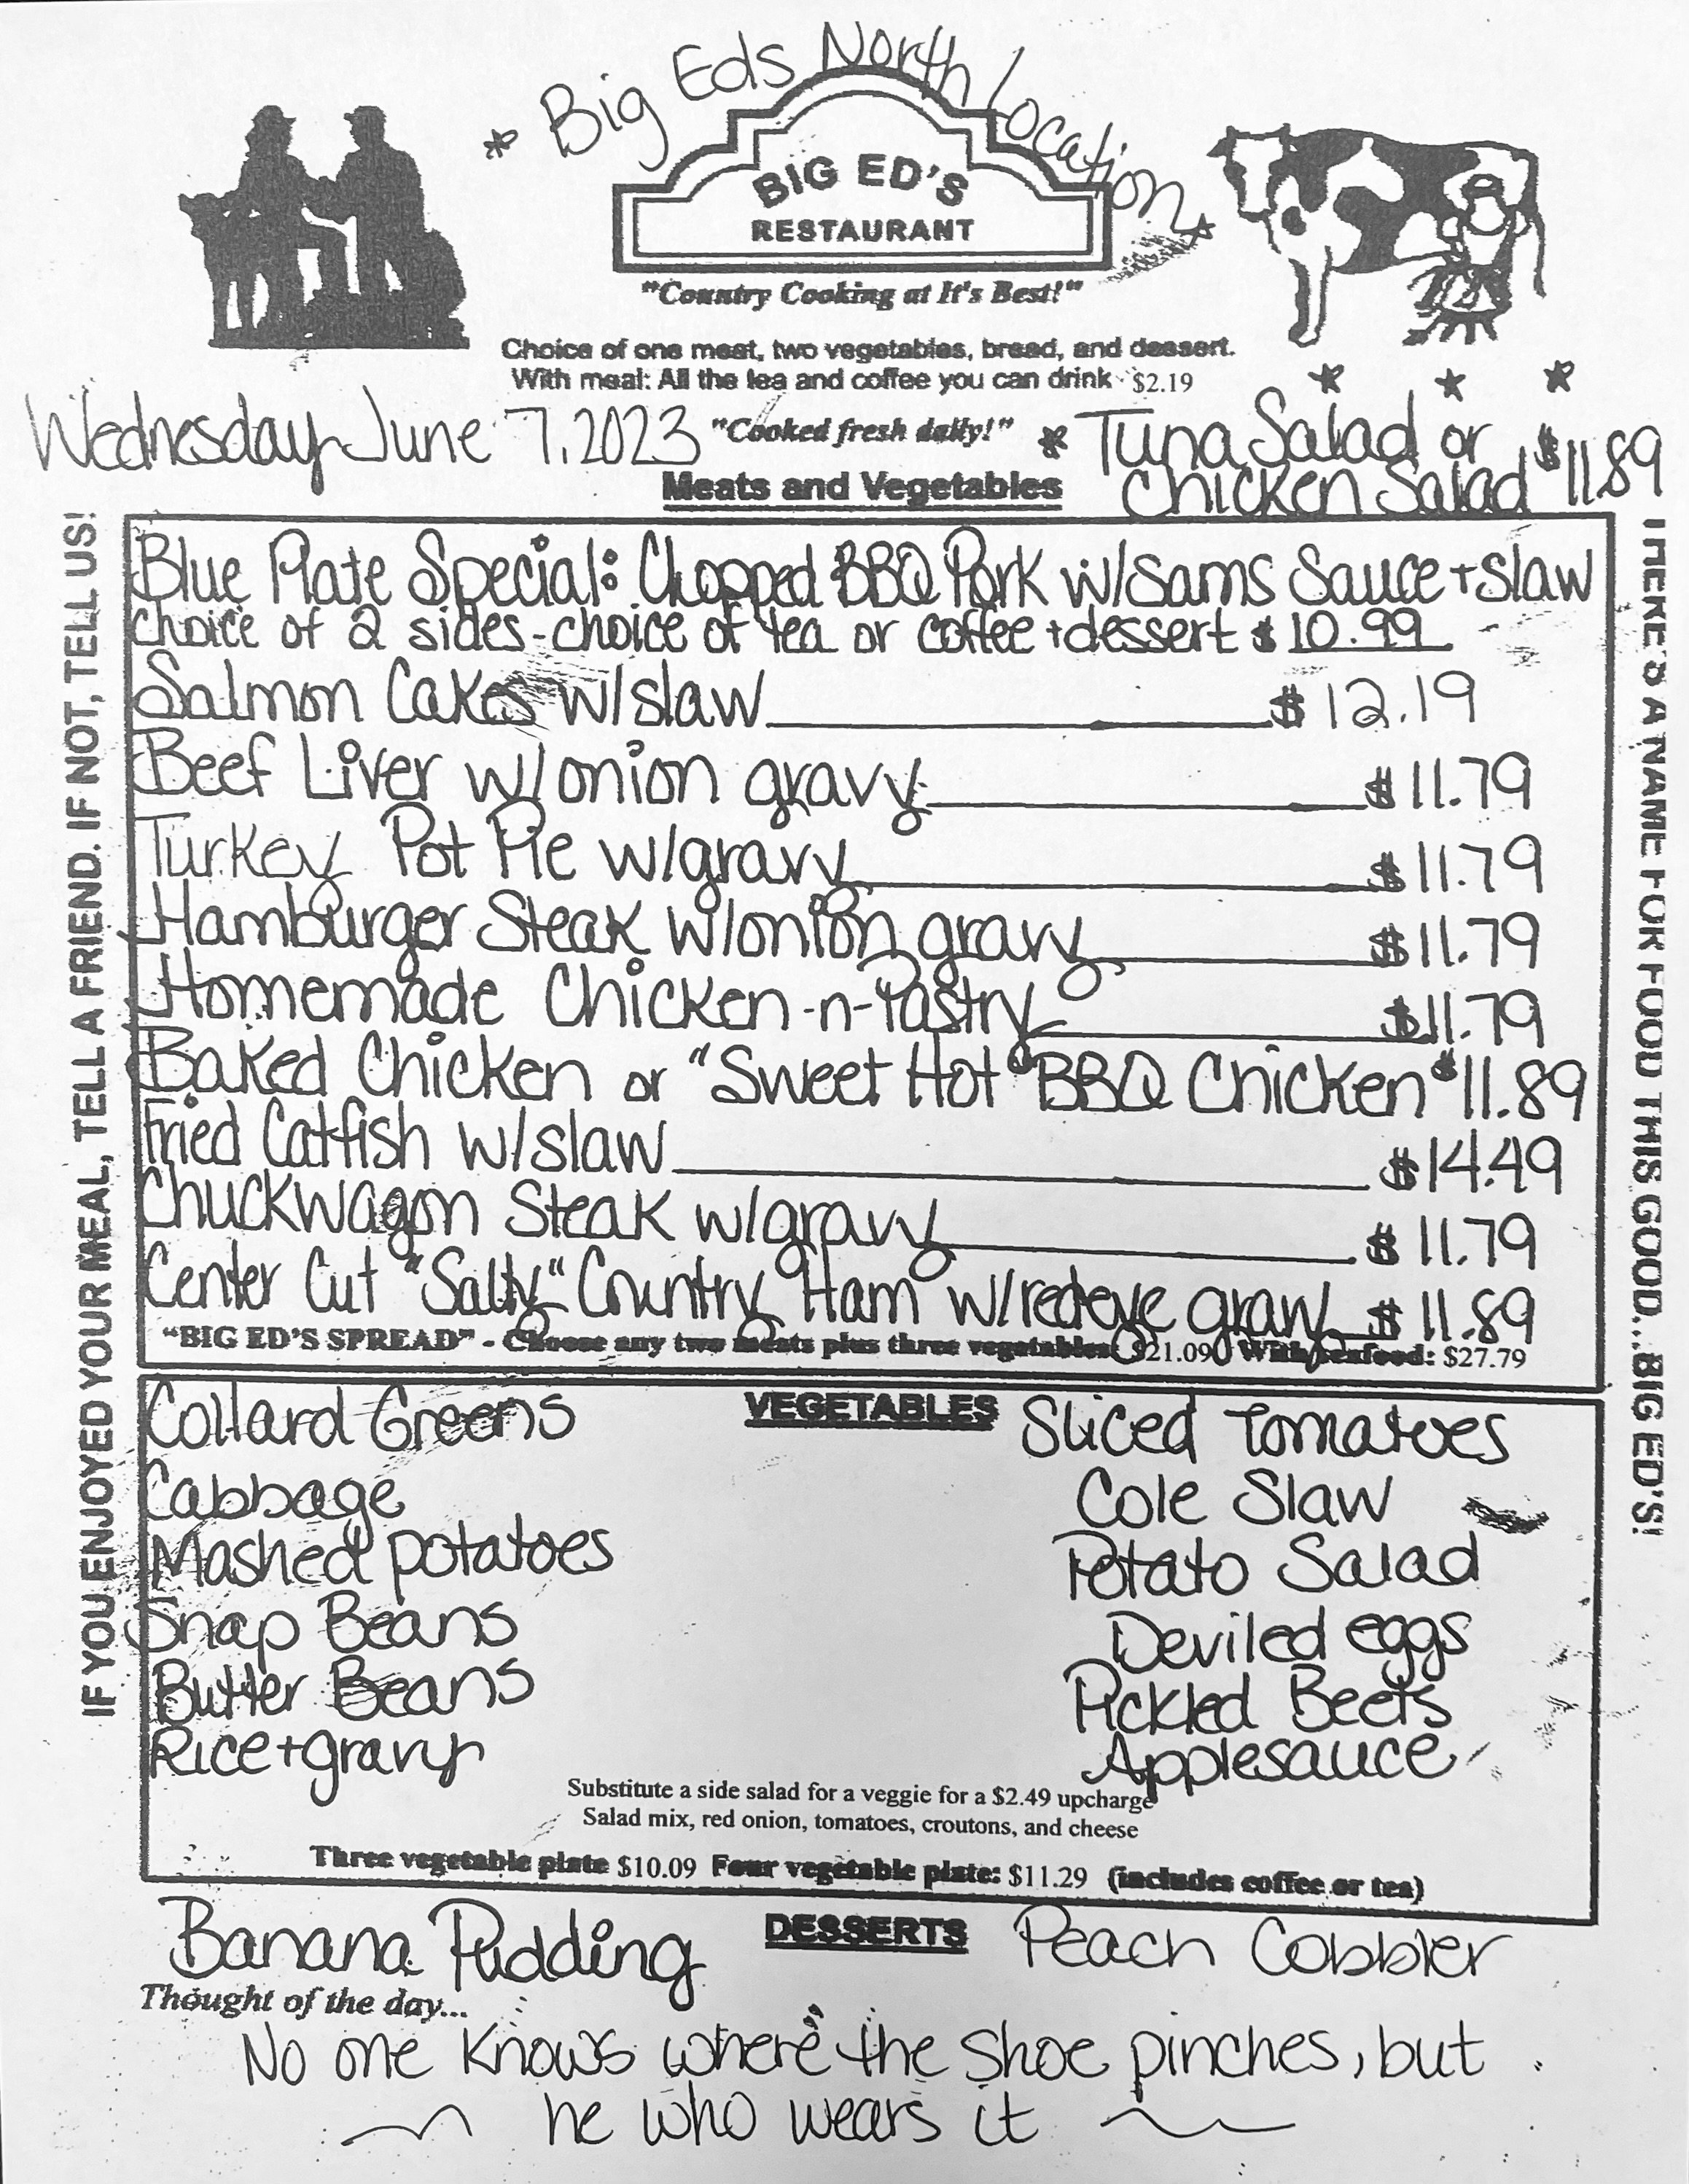 * Big Eds North Location *
BIG ED'S
RESTAURANT
"Country Cooking at It's Best!"
Choice of one meat, two vegetables, bread, and dessert.
With meal: All the tea and coffee you can drink $2.19
Wednesday June 7, 2023
"Cooked fresh daily!"
* Tuna Salad or
Chicken Salad $11.89
Meats and Vegetables
IF YOU ENJOYED YOUR MEAL, TELL A FRIEND. IF NOT, TELL US!
Blue Plate Special: Chopped BBQ Pork w/Sams Sauce + Slaw
choice of 2 sides - choice of tea or coffee + dessert $10.99
Salmon Cakes w/slaw $12.19
Beef Liver w/onion gravy $11.79
Turkey Pot Pie w/gravy $11.79
Hamburger Steak w/onion gravy $11.79
Homemade Chicken-n-Pastry $11.79
Baked Chicken or "Sweet Hot" BBQ Chicken $11.89
Fried Catfish w/slaw $14.49
Chuckwagon Steak w/gravy $11.79
Center Cut "Salty" Country Ham w/redeye gravy $11.89
"BIG ED'S SPREAD" - Choose any two meats plus three vegetables: $21.09 With seafood: $27.79
I HERE'S A NAME FOR FOOD THIS GOOD...BIG ED'S!
VEGETABLES
Collard Greens
Cabbage
Mashed potatoes
Snap Beans
Butter Beans
Rice + gravy
Sliced Tomatoes
Cole Slaw
Potato Salad
Deviled eggs
Pickled Beets
Applesauce
Substitute a side salad for a veggie for a $2.49 upcharge
Salad mix, red onion, tomatoes, croutons, and cheese
Three vegetable plate $10.09 Four vegetable plate: $11.29 (includes coffee or tea)
DESSERTS
Banana Pudding
Peach Cobbler
Thought of the day...
No one knows where the shoe pinches, but
he who wears it